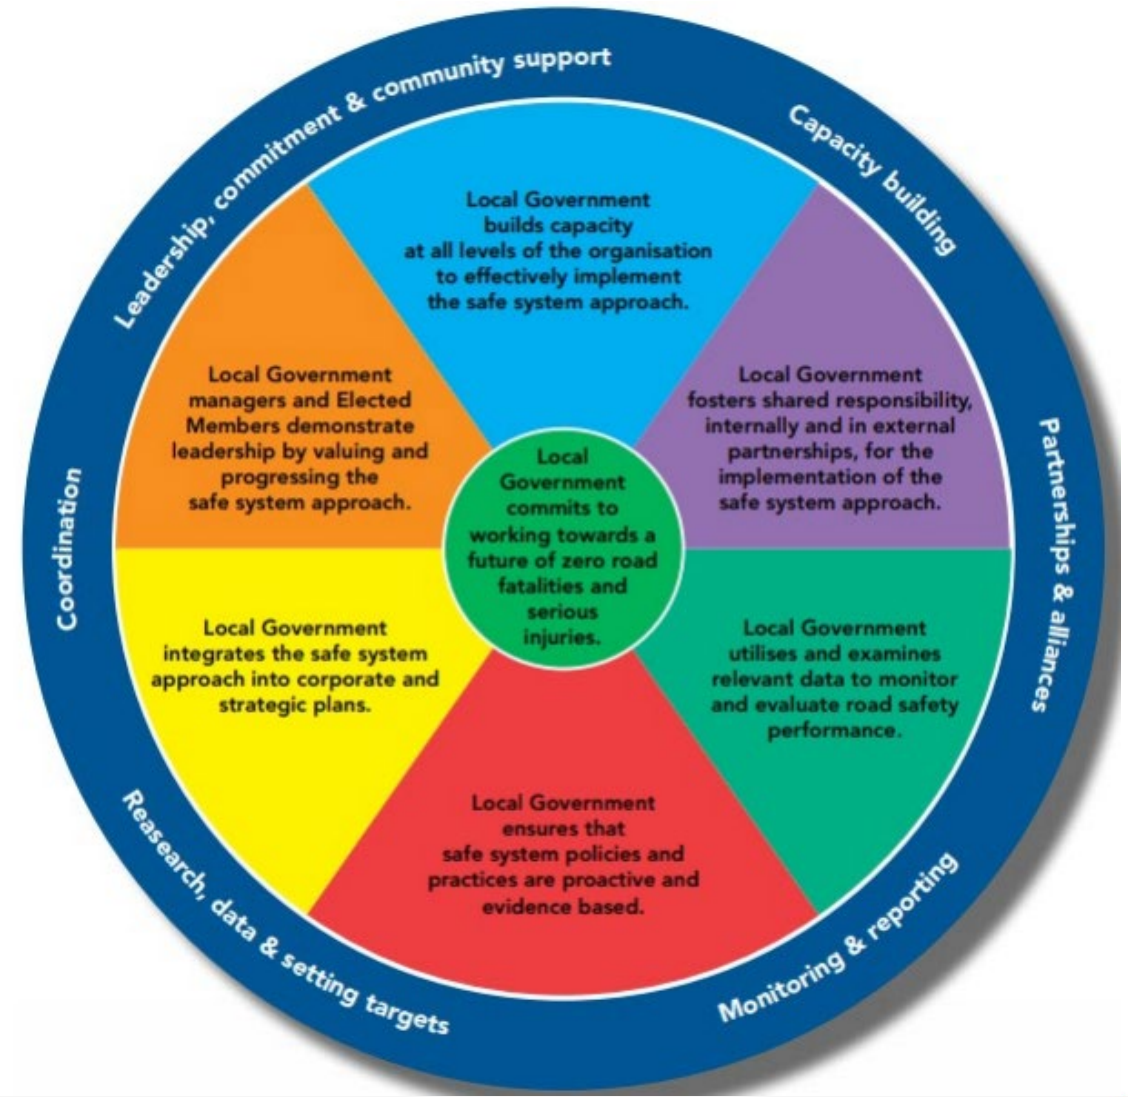 Leadership, commitment & community support
Capacity building
Partnerships & alliances
Monitoring & reporting
Reasearch, data & setting targets
Coordination
Local Government
builds capacity
at all levels of the organisation
to effectively implement
the safe system approach.
Local Government
fosters shared responsibility,
internally and in external
partnerships, for the
implementation of the
safe system approach.
Local Government
utilises and examines
relevant data to monitor
and evaluate road safety
performance.
Local Government
ensures that
safe system policies and
practices are proactive and
evidence based.
Local Government
integrates the safe system
approach into corporate and
strategic plans.
Local Government
managers and Elected
Members demonstrate
leadership by valuing and
progressing the
safe system approach.
Local
Government
commits to
working towards a
future of zero road
fatalities and
serious
injuries.